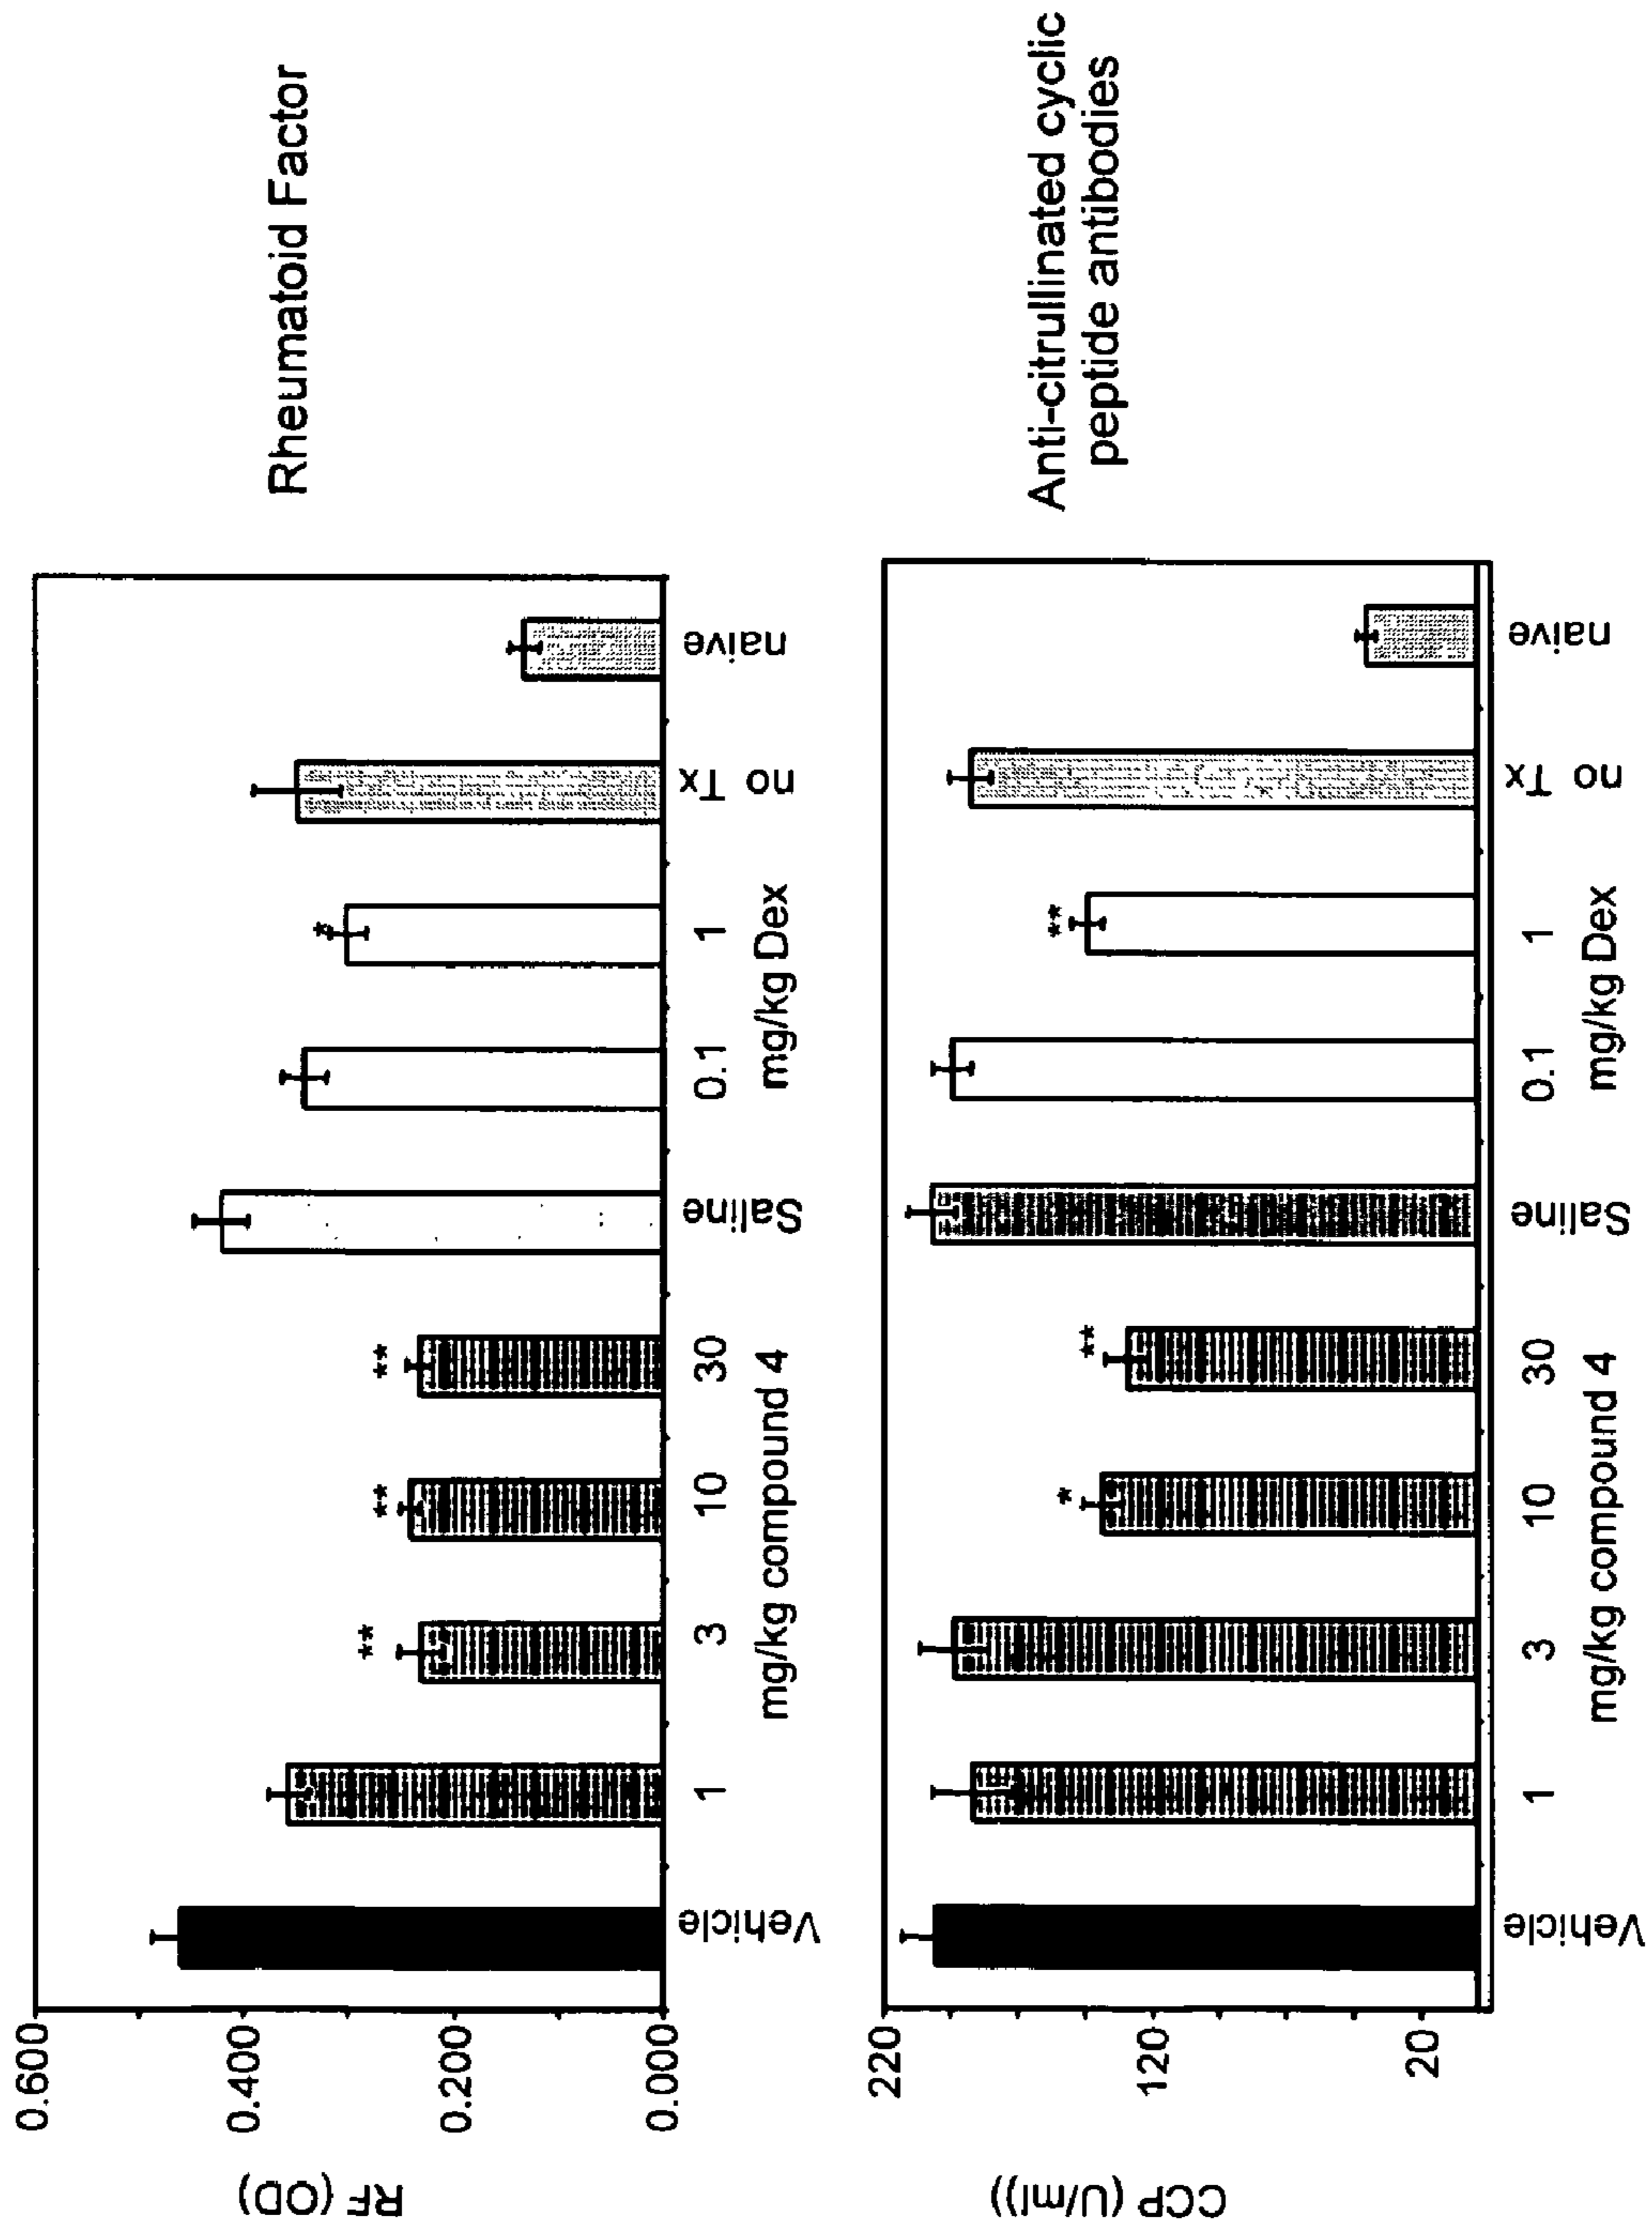 Rheumatoid Factor
RF (OD)
0.600
0.400
0.200
0.000
** ** ** *
Vehicle 1 3 10 30 Saline 0.1 1 no Tx naive
mg/kg compound 4 mg/kg Dex
Anti-citrullinated cyclic
peptide antibodies
CCP (U/ml))
220
120
20
* ** **
Vehicle 1 3 10 30 Saline 0.1 1 no Tx naive
mg/kg compound 4 mg/kg Dex